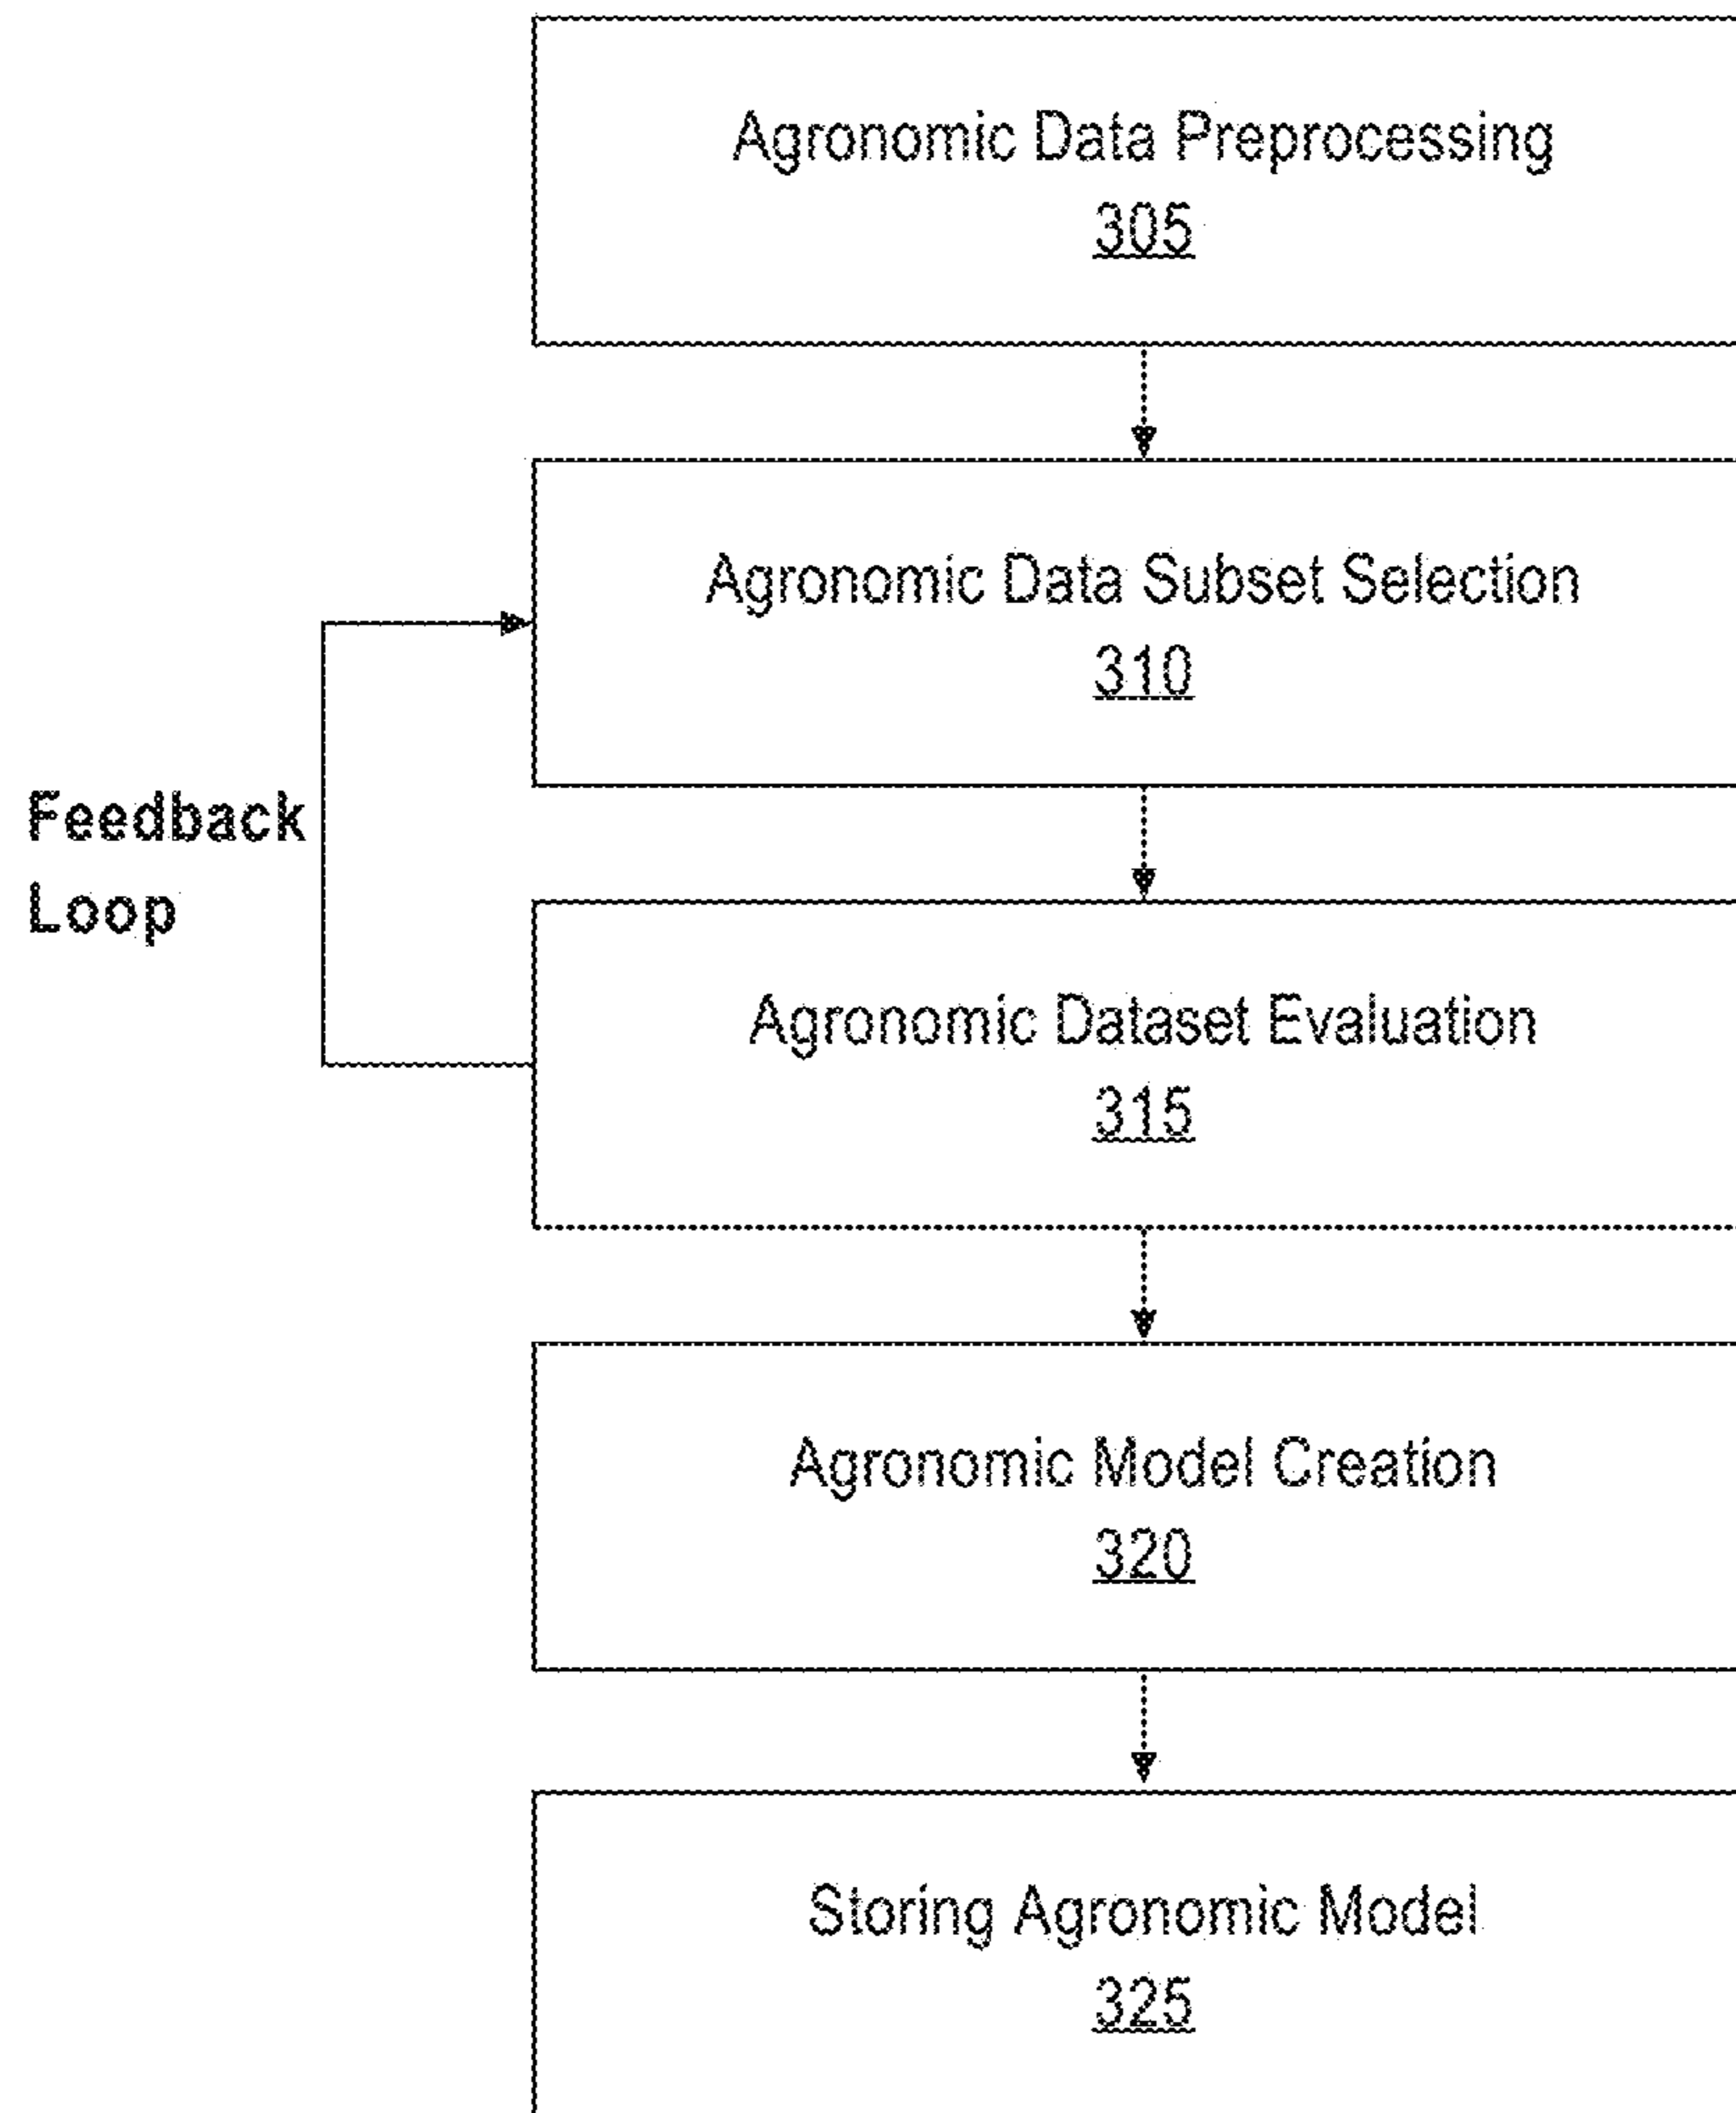 Agronomic Data Preprocessing
305
Agronomic Data Subset Selection
310
Feedback
Loop
Agronomic Dataset Evaluation
315
Agronomic Model Creation
320
Storing Agronomic Model
325